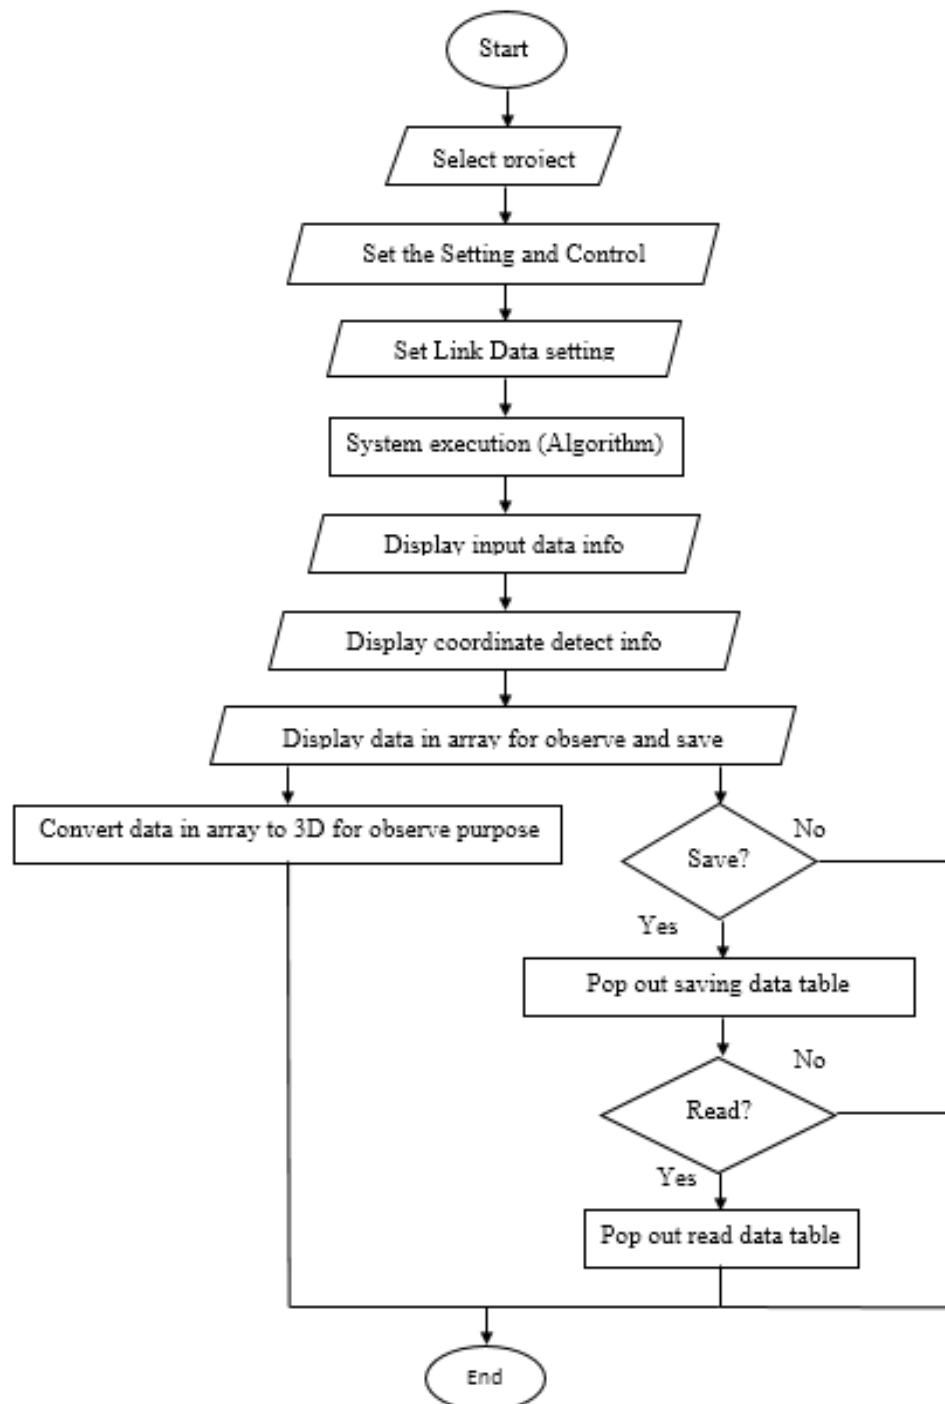 Start
Select project
Set the Setting and Control
Set Link Data setting
System execution (Algorithm)
Display input data info
Display coordinate detect info
Display data in array for observe and save
Convert data in array to 3D for observe purpose
No
Save?
Yes
Pop out saving data table
No
Read?
Yes
Pop out read data table
End